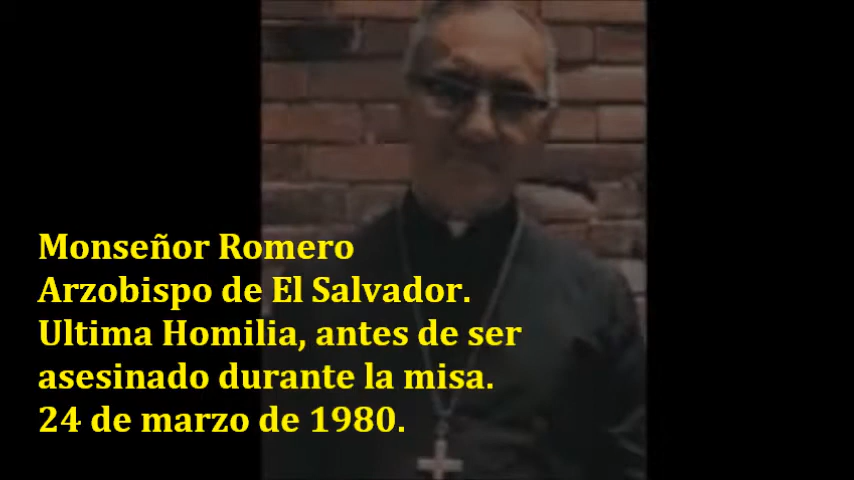 Monseñor Romero
Arzobispo de El Salvador.
Ultima Homilia, antes de ser
asesinado durante la misa.
24 de marzo de 1980.